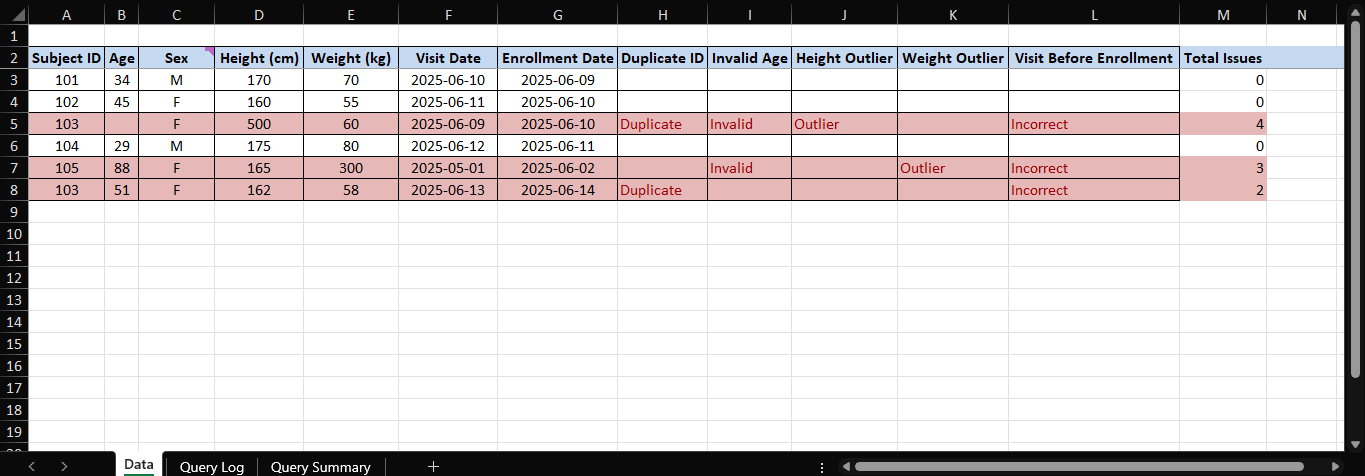 A B C D E F G H I J K L M N
1
2 Subject ID Age Sex Height (cm) Weight (kg) Visit Date Enrollment Date Duplicate ID Invalid Age Height Outlier Weight Outlier Visit Before Enrollment Total Issues
3 101 34 M 170 70 2025-06-10 2025-06-09 0
4 102 45 F 160 55 2025-06-11 2025-06-10 0
5 103 F 500 60 2025-06-09 2025-06-10 Duplicate Invalid Outlier Incorrect 4
6 104 29 M 175 80 2025-06-12 2025-06-11 0
7 105 88 F 165 300 2025-05-01 2025-06-02 Invalid Outlier Incorrect 3
8 103 51 F 162 58 2025-06-13 2025-06-14 Duplicate Incorrect 2
9
10
11
12
13
14
15
16
17
18
19
Data Query Log Query Summary